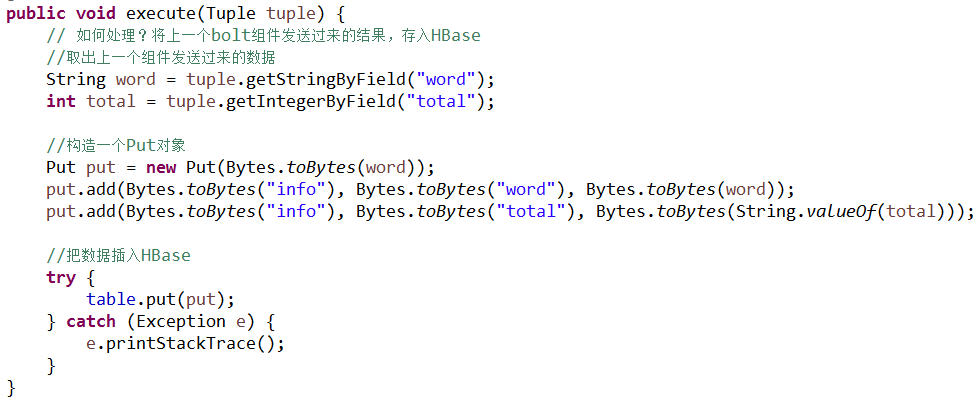 public void execute(Tuple tuple) {
    // 如何处理？将上一个bolt组件发送过来的结果，存入HBase
    //取出上一个组件发送过来的数据
    String word = tuple.getStringByField("word");
    int total = tuple.getIntegerByField("total");

    //构造一个Put对象
    Put put = new Put(Bytes.toBytes(word));
    put.add(Bytes.toBytes("info"), Bytes.toBytes("word"), Bytes.toBytes(word));
    put.add(Bytes.toBytes("info"), Bytes.toBytes("total"), Bytes.toBytes(String.valueOf(total)));

    //把数据插入HBase
    try {
        table.put(put);
    } catch (Exception e) {
        e.printStackTrace();
    }
}